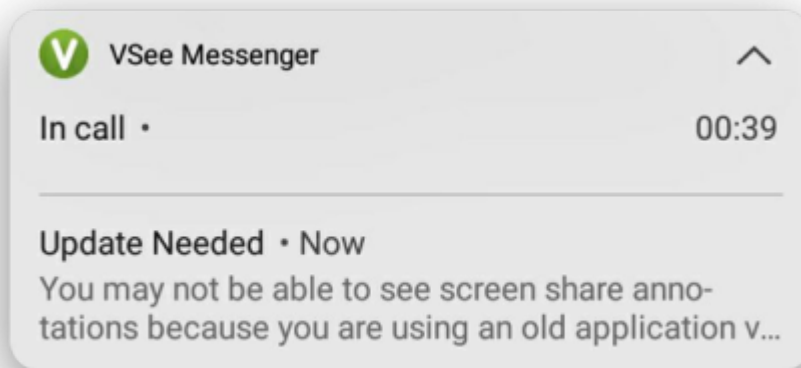 V VSee Messenger
In call • 00:39
Update Needed • Now
You may not be able to see screen share anno-
tations because you are using an old application v...